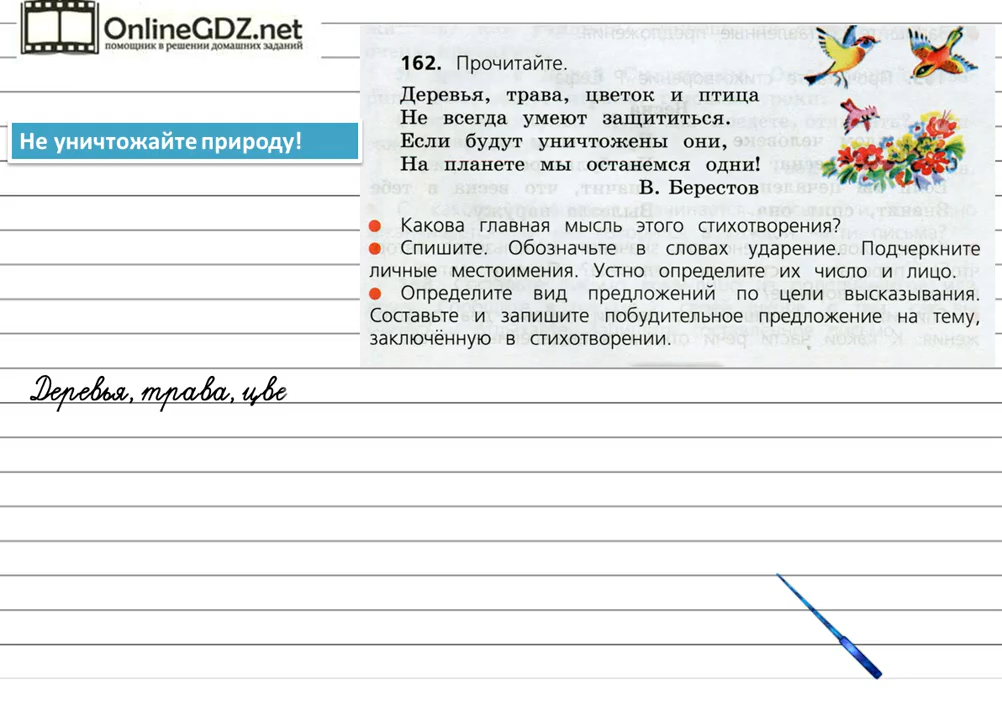 OnlineGDZ.net
помощник в решении домашних заданий
Не уничтожайте природу!
162. Прочитайте.
Деревья, трава, цветок и птица
Не всегда умеют защититься.
Если будут уничтожены они,
На планете мы останемся одни!
В. Берестов
Какова главная мысль этого стихотворения?
Спишите. Обозначьте в словах ударение. Подчеркните
личные местоимения. Устно определите их число и лицо.
Определите вид предложений по цели высказывания.
Составьте и запишите побудительное предложение на тему,
заключённую в стихотворении.
Деревья, трава, цве